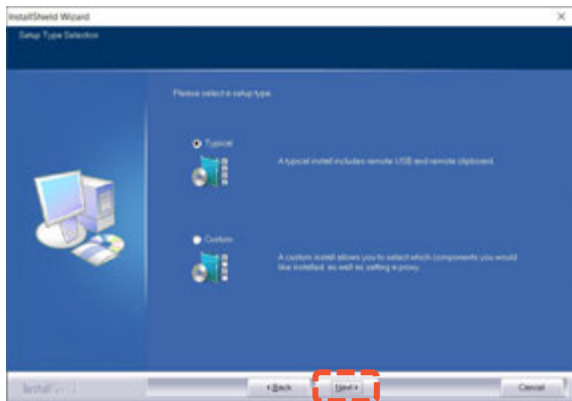 InstallShield Wizard
Setup Type Selection
Please select a setup type.
Typical
A typical install includes remote USB and remote clipboard.
Custom
A custom install allows you to select which components you would
like installed, as well as setting a proxy.
< Back
Next >
Cancel